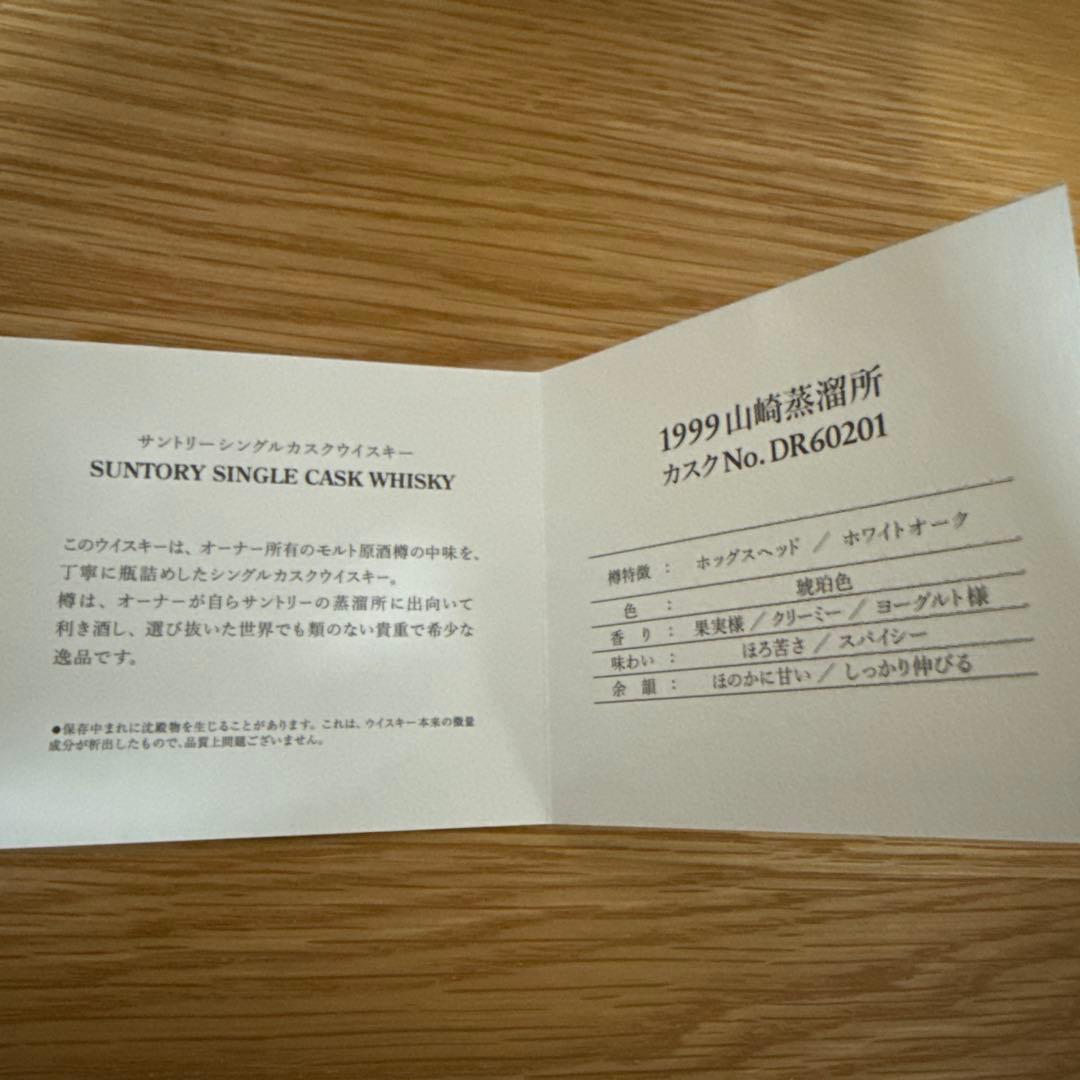 サントリーシングルカスクウイスキー
SUNTORY SINGLE CASK WHISKY
このウイスキーは、オーナー所有のモルト原酒樽の中味を、
丁寧に瓶詰めしたシングルカスクウイスキー。
樽は、オーナーが自らサントリーの蒸溜所に出向いて
利き酒し、選び抜いた世界でも類のない貴重で希少な
逸品です。
●保存中まれに沈殿物を生じることがあります。これは、ウイスキー本来の微量
成分が析出したもので、品質上問題ございません。
1999山崎蒸溜所
カスクNo. DR60201
樽特徴 : ホッグスヘッド / ホワイトオーク
色 : 琥珀色
香り : 果実様 / クリーミー / ヨーグルト様
味わい : ほろ苦さ / スパイシー
余韻 : ほのかに甘い / しっかり伸びる